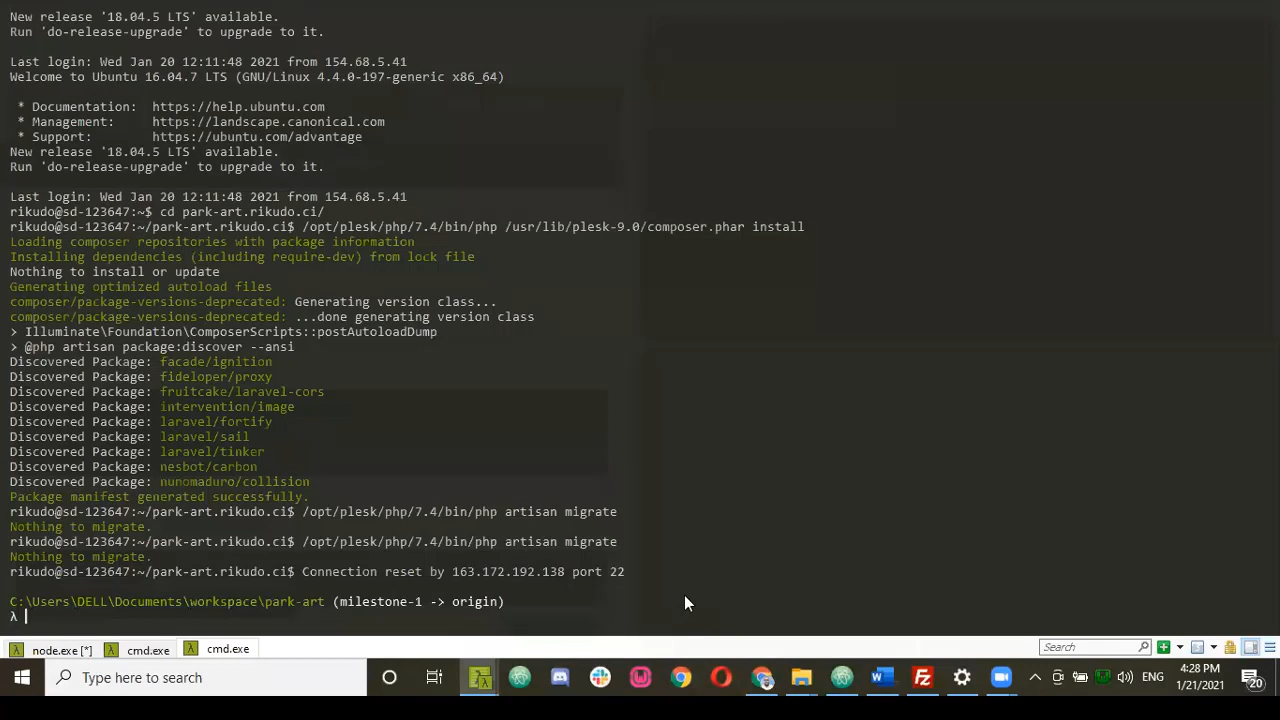 New release '18.04.5 LTS' available.
Run 'do-release-upgrade' to upgrade to it.
Last login: Wed Jan 20 12:11:48 2021 from 154.68.5.41
Welcome to Ubuntu 16.04.7 LTS (GNU/Linux 4.4.0-197-generic x86_64)
* Documentation:  https://help.ubuntu.com
* Management:     https://landscape.canonical.com
* Support:        https://ubuntu.com/advantage
New release '18.04.5 LTS' available.
Run 'do-release-upgrade' to upgrade to it.
Last login: Wed Jan 20 12:11:48 2021 from 154.68.5.41
rikudo@sd-123647:~$ cd park-art.rikudo.ci/
rikudo@sd-123647:~/park-art.rikudo.ci$ /opt/plesk/php/7.4/bin/php /usr/lib/plesk-9.0/composer.phar install
Loading composer repositories with package information
Installing dependencies (including require-dev) from lock file
Nothing to install or update
Generating optimized autoload files
composer/package-versions-deprecated: Generating version class...
composer/package-versions-deprecated: ...done generating version class
> Illuminate\Foundation\ComposerScripts::postAutoloadDump
> @php artisan package:discover --ansi
Discovered Package: facade/ignition
Discovered Package: fideloper/proxy
Discovered Package: fruitcake/laravel-cors
Discovered Package: intervention/image
Discovered Package: laravel/fortify
Discovered Package: laravel/sail
Discovered Package: laravel/tinker
Discovered Package: nesbot/carbon
Discovered Package: nunomaduro/collision
Package manifest generated successfully.
rikudo@sd-123647:~/park-art.rikudo.ci$ /opt/plesk/php/7.4/bin/php artisan migrate
Nothing to migrate.
rikudo@sd-123647:~/park-art.rikudo.ci$ /opt/plesk/php/7.4/bin/php artisan migrate
Nothing to migrate.
rikudo@sd-123647:~/park-art.rikudo.ci$ Connection reset by 163.172.192.138 port 22
C:\Users\DELL\Documents\workspace\park-art (milestone-1 -> origin)
λ
node.exe [*] cmd.exe cmd.exe Search
Type here to search ENG 4:28 PM
1/21/2021 20